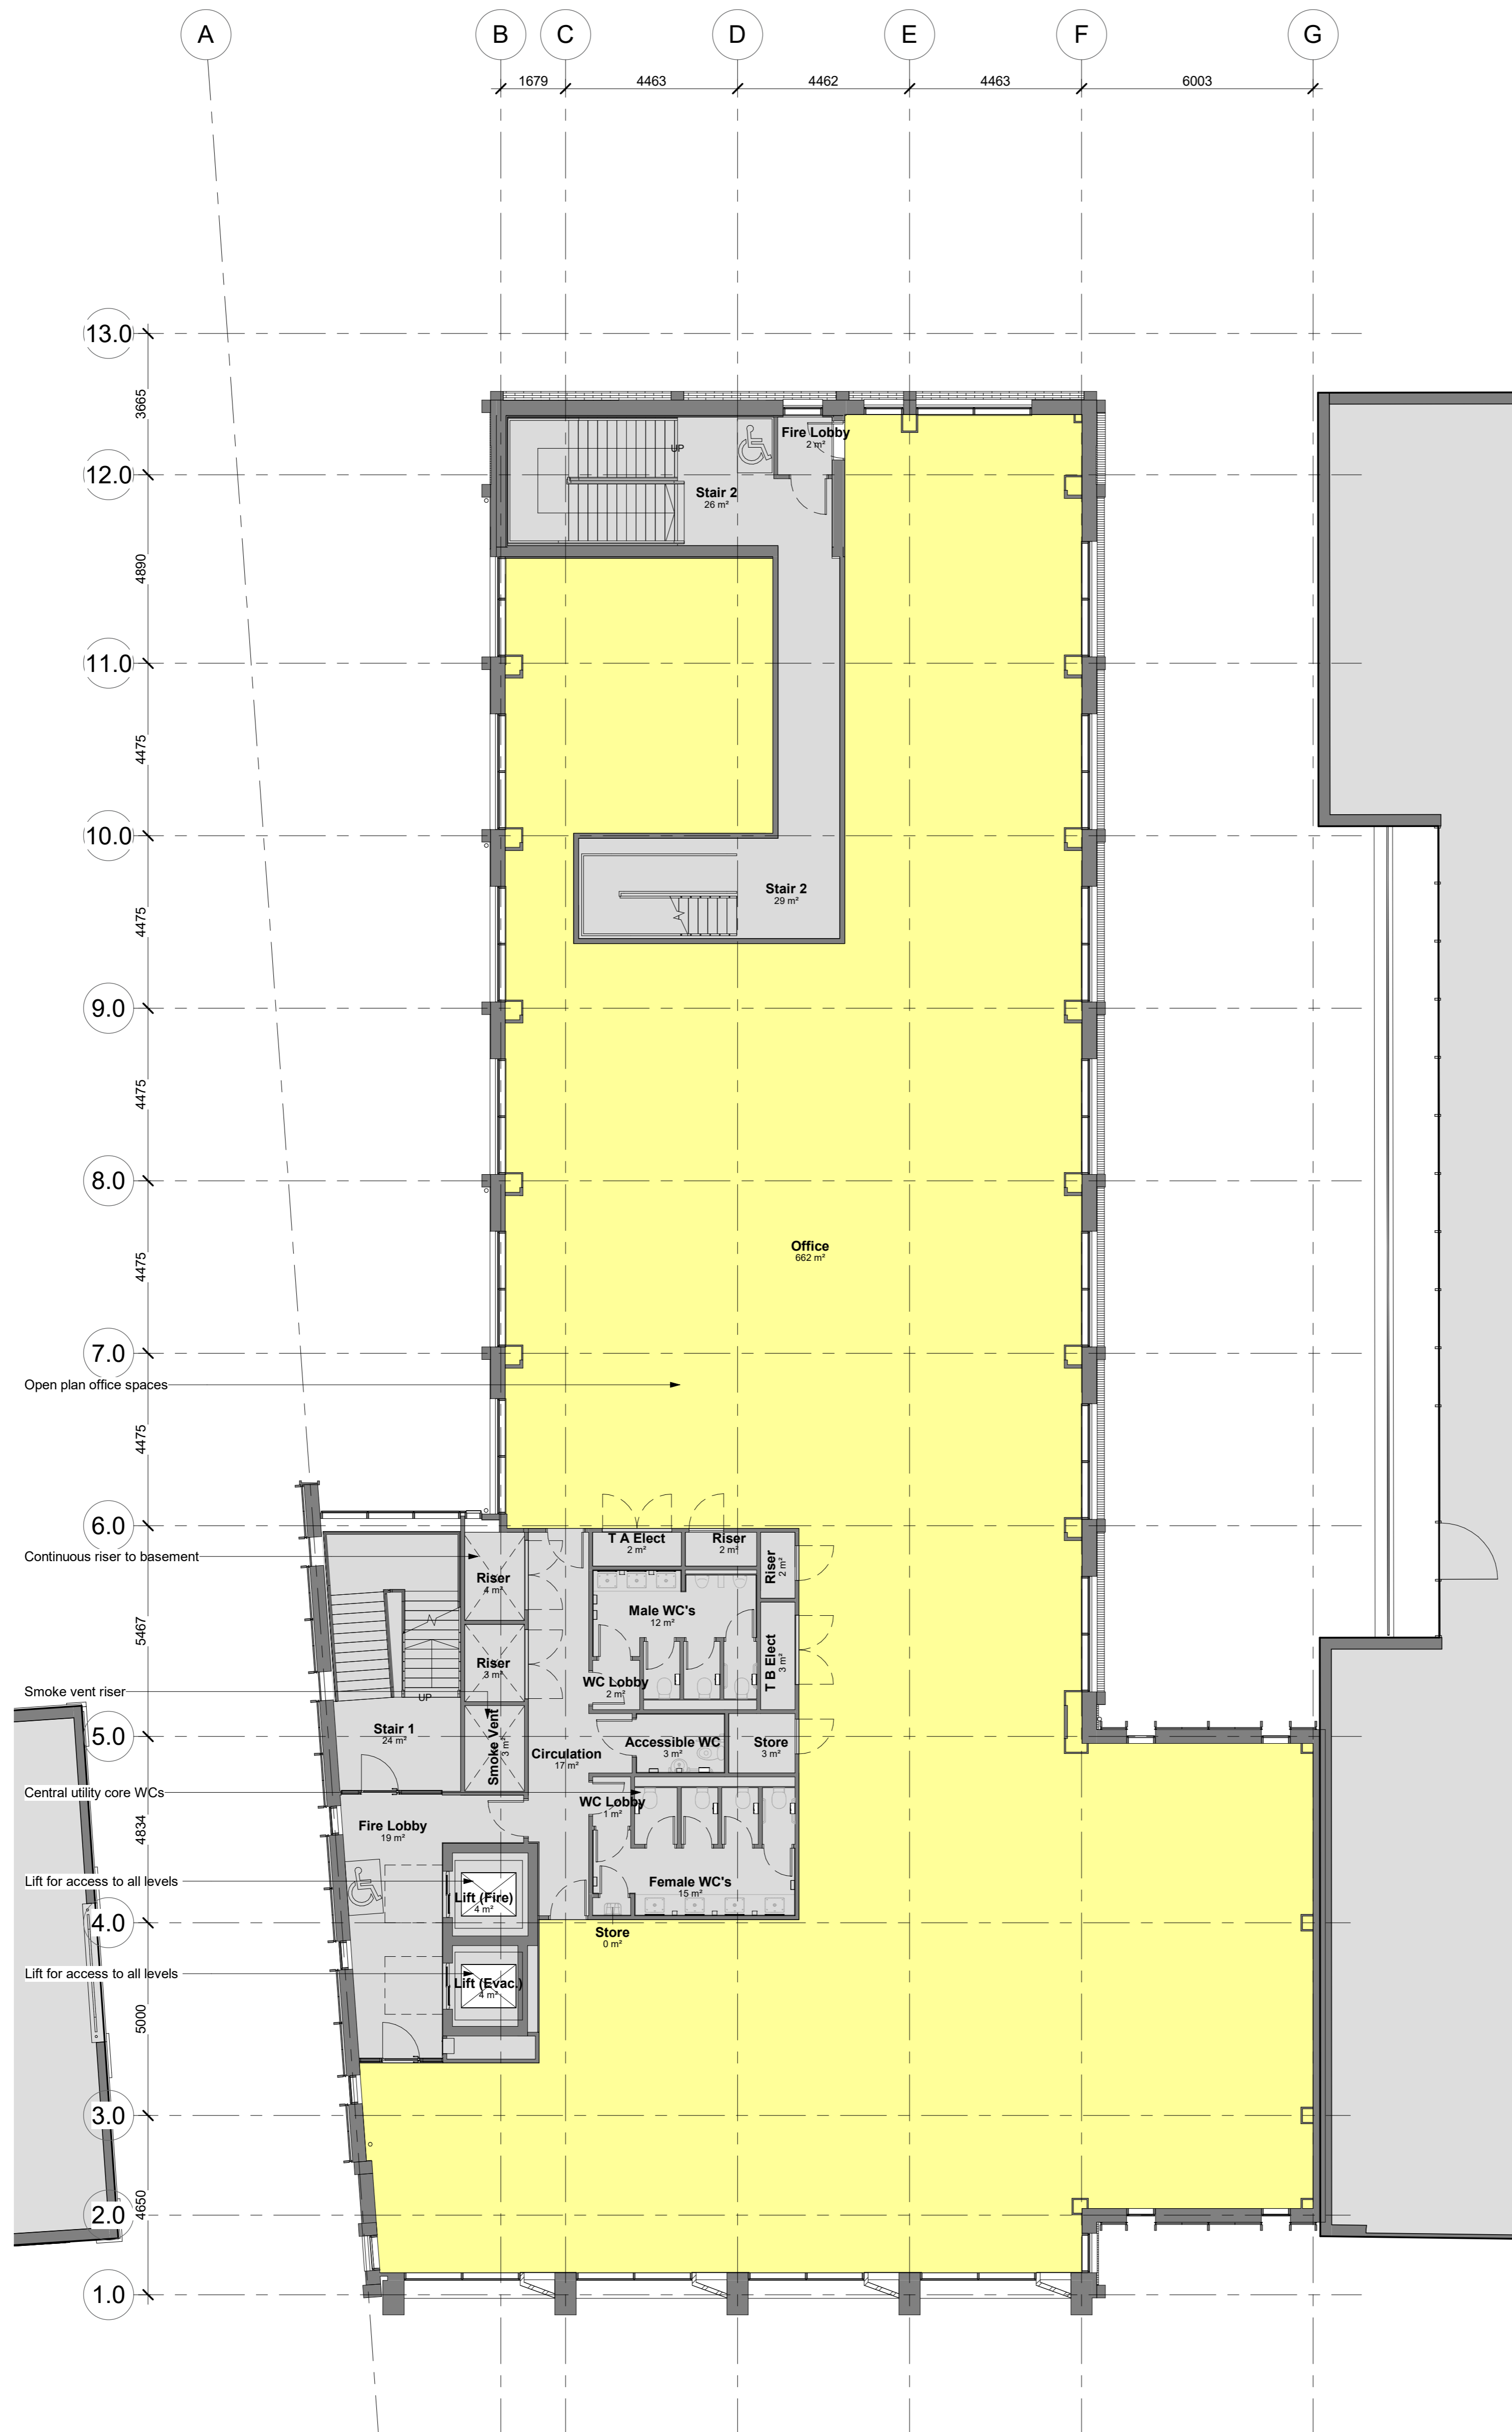 A
B
C
D
E
F
G
1679
4463
4462
4463
6003
13.0
3665
12.0
Fire Lobby
2 m²
UP
Stair 2
26 m²
4890
11.0
4475
10.0
Stair 2
29 m²
4475
9.0
4475
8.0
Office
662 m²
4475
7.0
Open plan office spaces
4475
6.0
T A Elect
2 m²
Riser
2 m²
Continuous riser to basement
Riser
4 m²
Riser
2 m²
Male WC's
12 m²
5467
Riser
3 m²
T B Elect
3 m²
WC Lobby
2 m²
Smoke vent riser
UP
Stair 1
24 m²
5.0
Smoke Vent
3 m²
Circulation
17 m²
Accessible WC
3 m²
Store
3 m²
Central utility core WCs
WC Lobby
1 m²
Fire Lobby
19 m²
4834
Lift for access to all levels
Lift (Fire)
4 m²
Female WC's
15 m²
4.0
Store
0 m²
Lift for access to all levels
Lift (Evac.)
4 m²
5000
3.0
4650
2.0
1.0